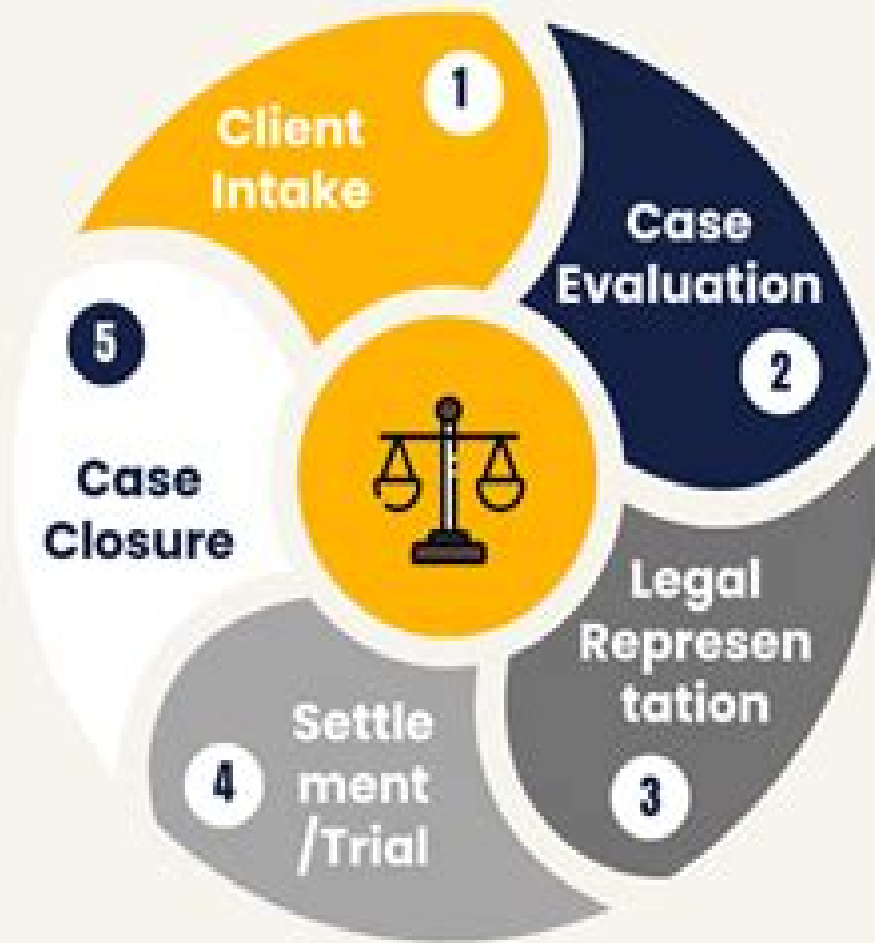 1
Client
Intake
Case
Evaluation
2
Legal
Represen
tation
3
Settle
ment
/Trial
4
5
Case
Closure